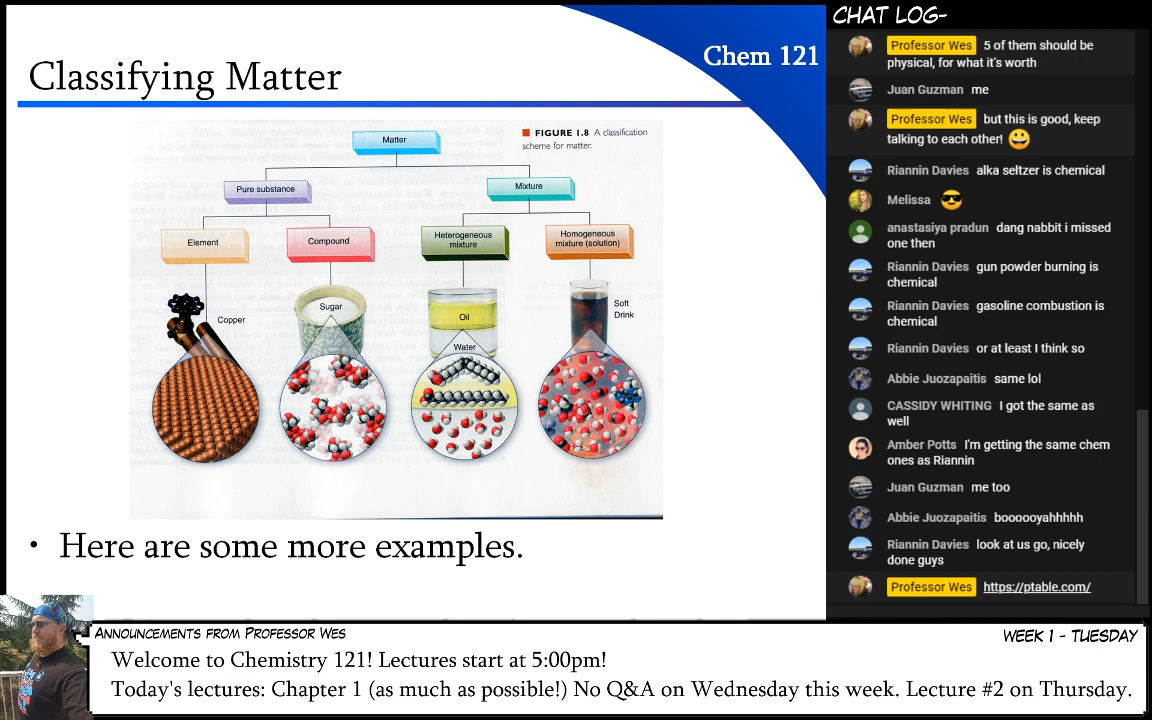 CHAT LOG-
Chem 121
Classifying Matter
Matter
FIGURE 1.8 A classification
scheme for matter.
Pure substance
Mixture
Element
Compound
Heterogeneous
mixture
Homogeneous
mixture (solution)
Copper
Sugar
Oil
Water
Soft
Drink
• Here are some more examples.
Professor Wes 5 of them should be
physical, for what it's worth
Juan Guzman me
Professor Wes but this is good, keep
talking to each other! 😀
Riannin Davies alka seltzer is chemical
Melissa 😎
anastasiya pradun dang nabbit i missed
one then
Riannin Davies gun powder burning is
chemical
Riannin Davies gasoline combustion is
chemical
Riannin Davies or at least I think so
Abbie Juozapaitis same lol
CASSIDY WHITING I got the same as
well
Amber Potts I'm getting the same chem
ones as Riannin
Juan Guzman me too
Abbie Juozapaitis boooooyahhhhh
Riannin Davies look at us go, nicely
done guys
Professor Wes https://ptable.com/
ANNOUNCEMENTS FROM PROFESSOR WES
WEEK 1 - TUESDAY
Welcome to Chemistry 121! Lectures start at 5:00pm!
Today's lectures: Chapter 1 (as much as possible!) No Q&A on Wednesday this week. Lecture #2 on Thursday.